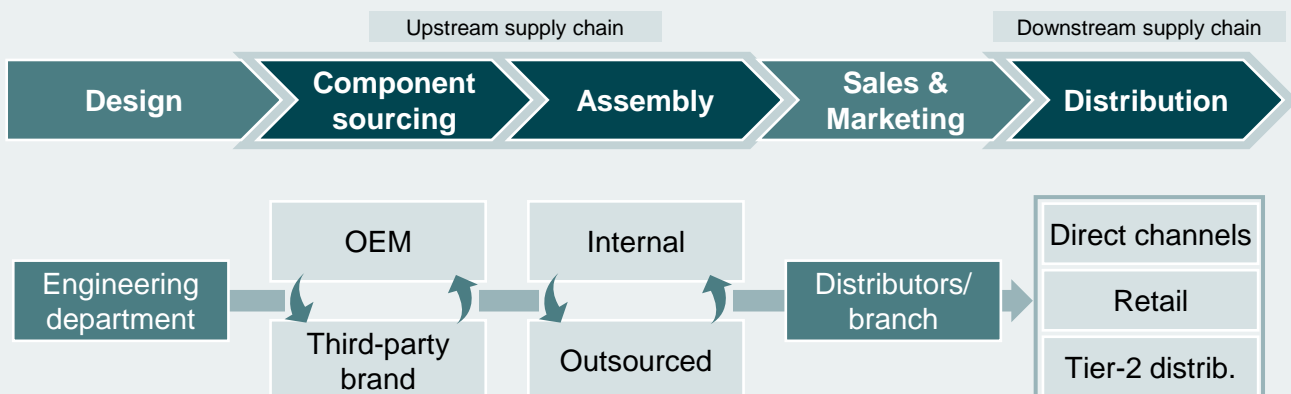 Upstream supply chain
Downstream supply chain
Design
Component
sourcing
Assembly
Sales &
Marketing
Distribution
Engineering
department
OEM
Third-party
brand
Internal
Outsourced
Distributors/
branch
Direct channels
Retail
Tier-2 distrib.